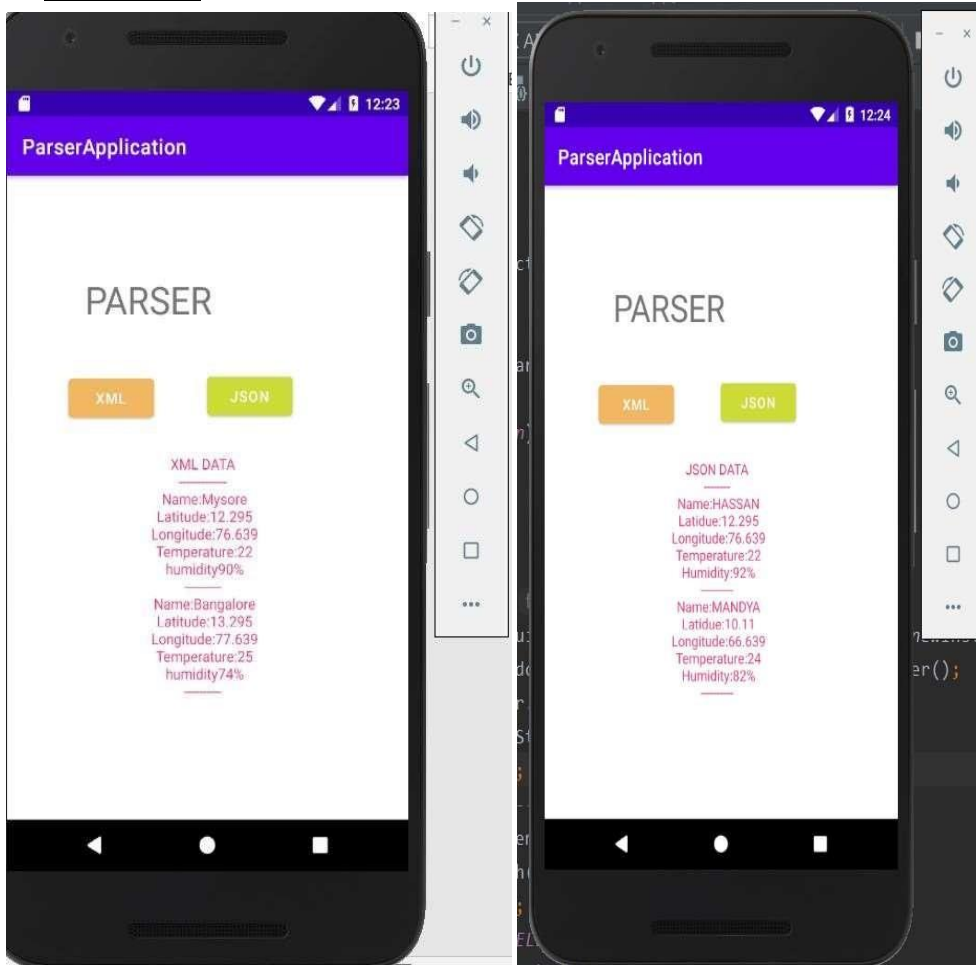 12:23
ParserApplication
PARSER
XML
JSON
XML DATA
Name:Mysore
Latitude:12.295
Longitude:76.639
Temperature:22
humidity90%
Name:Bangalore
Latitude:13.295
Longitude:77.639
Temperature:25
humidity74%
12:24
ParserApplication
PARSER
XML
JSON
JSON DATA
Name:HASSAN
Latidue:12.295
Longitude:76.639
Temperature:22
Humidity:92%
Name:MANDYA
Latidue:10.11
Longitude:66.639
Temperature:24
Humidity:82%
er();